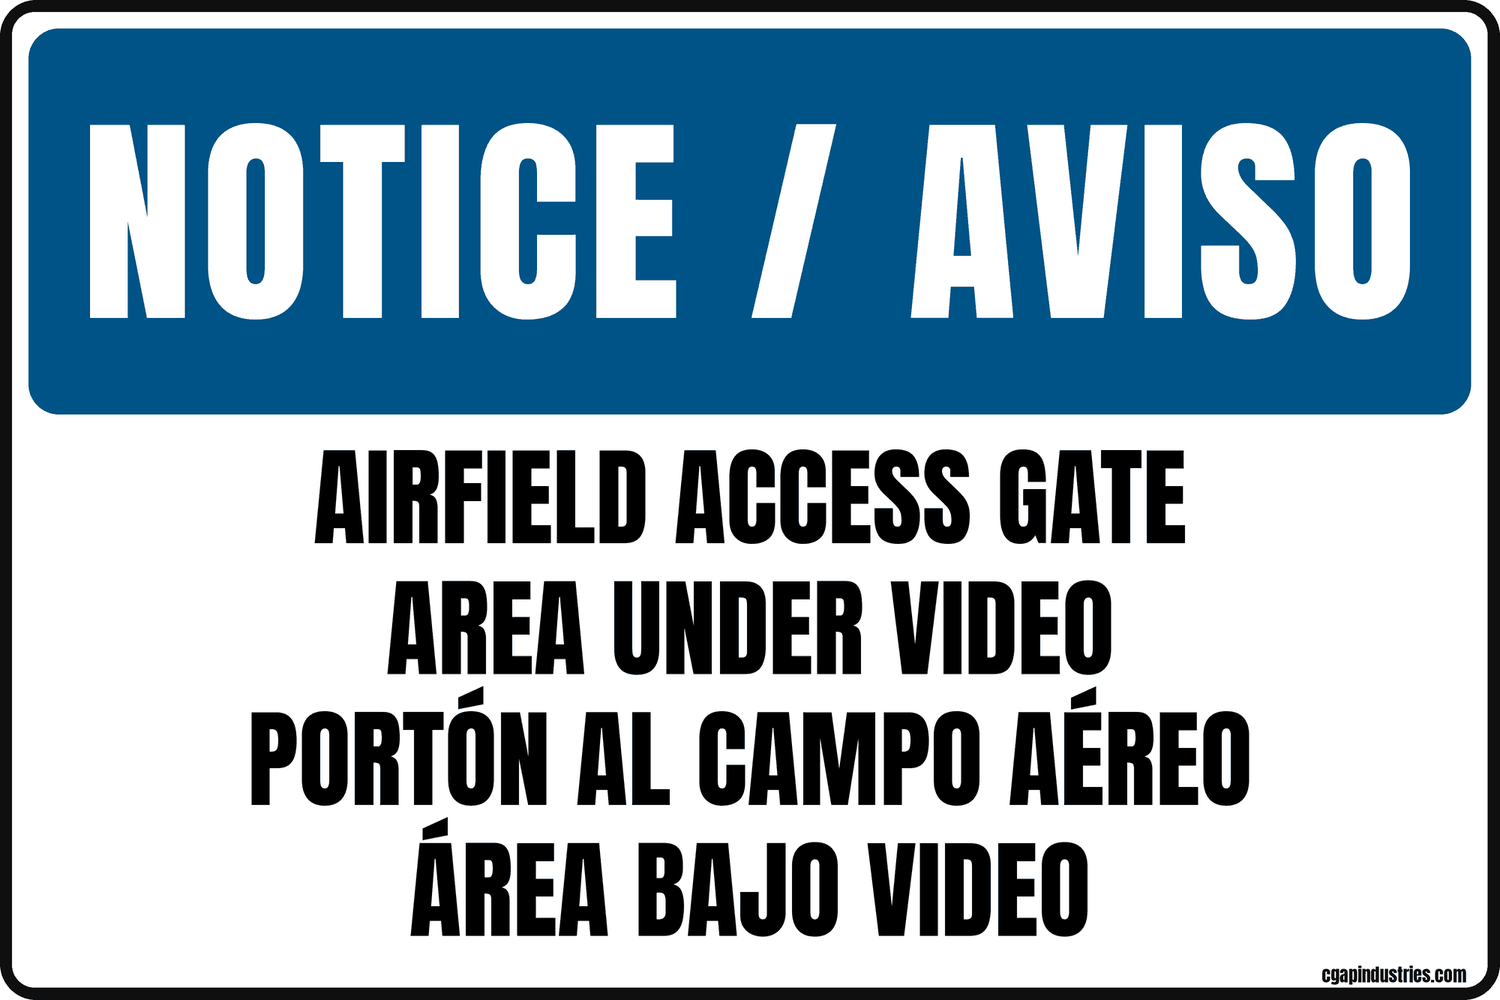 NOTICE / AVISO
AIRFIELD ACCESS GATE
AREA UNDER VIDEO
PORTÓN AL CAMPO AÉREO
ÁREA BAJO VIDEO
cgapindustries.com